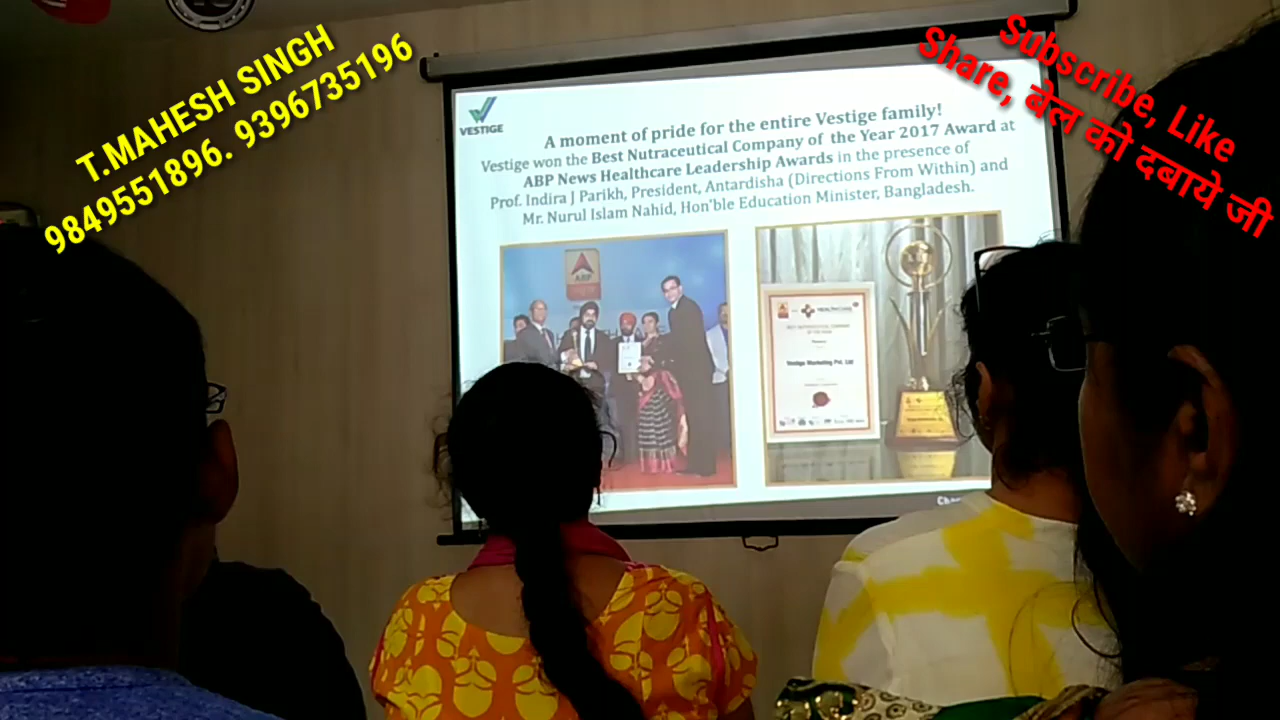 T.MAHESH SINGH
9849551896. 9396735196
Subscribe, Like
Share, बेल को दबाये जी
VESTIGE
A moment of pride for the entire Vestige family!
Vestige won the Best Nutraceutical Company of the Year 2017 Award at
ABP News Healthcare Leadership Awards in the presence of
Prof. Indira J Parikh, President, Antardisha (Directions From Within) and
Mr. Nurul Islam Nahid, Hon'ble Education Minister, Bangladesh.
ABP
Vestige Marketing Pvt. Ltd